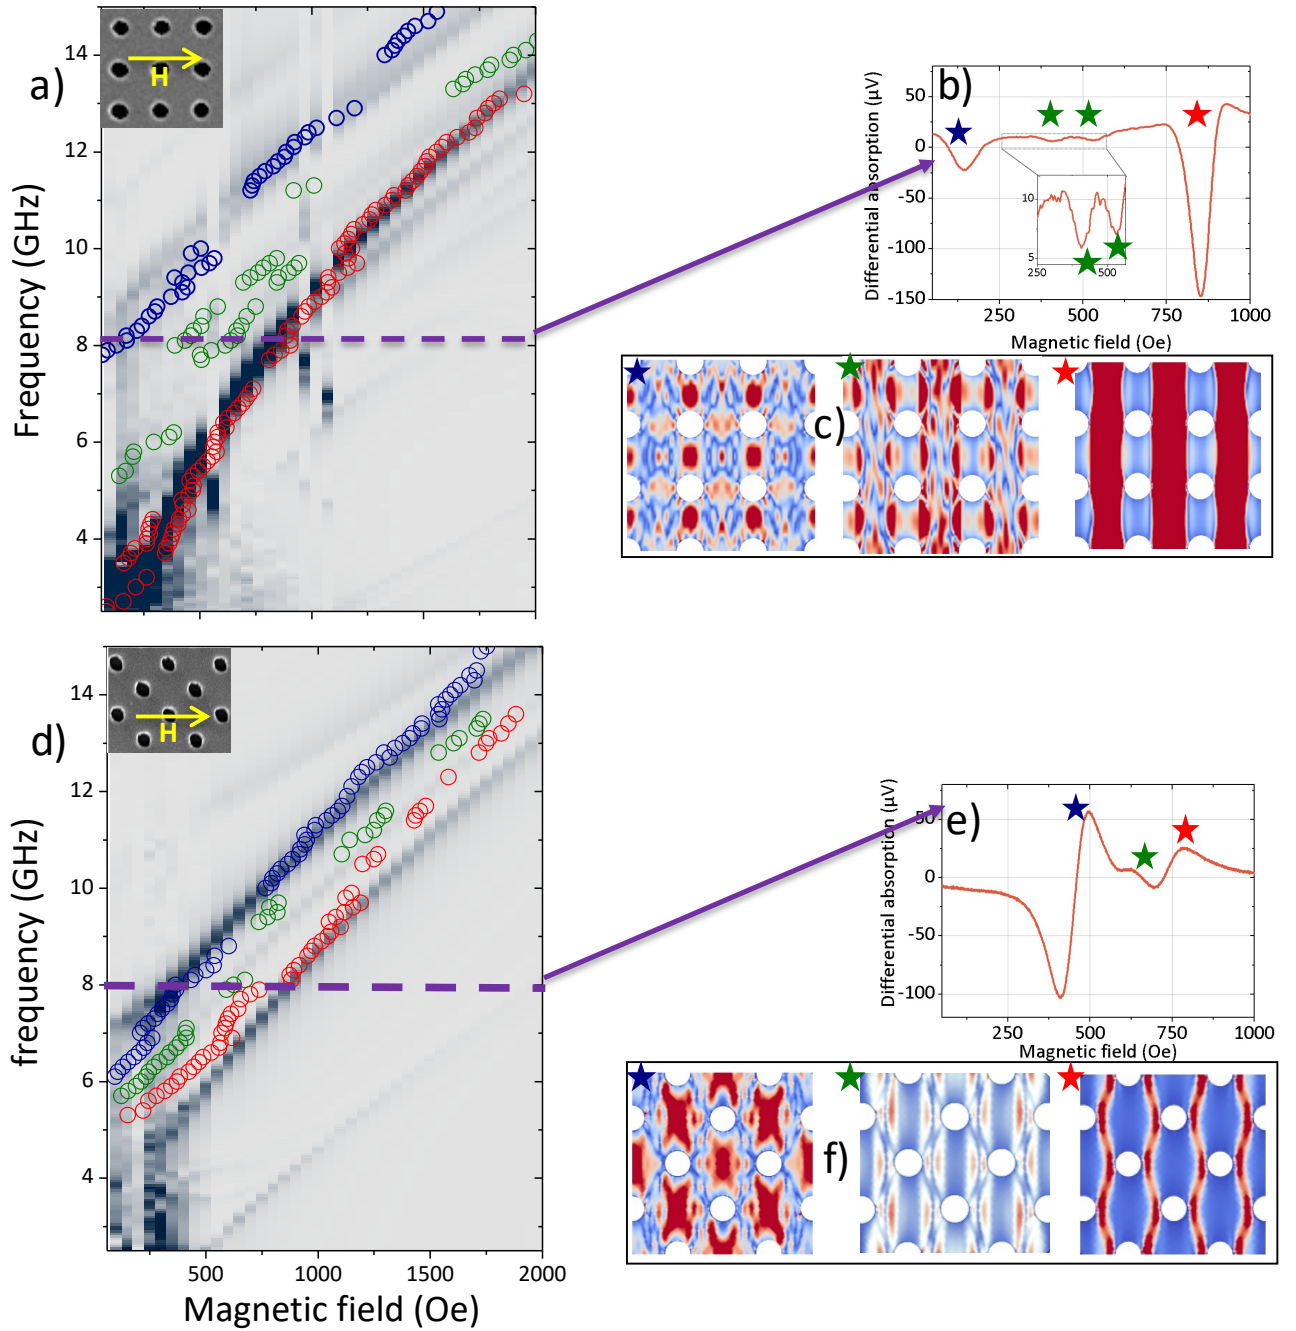 a)
H
Frequency (GHz)
14
12
10
8
6
4
b)
Differential absorption (µV)
50
0
-50
-100
-150
10
5
250
500
250
500
750
1000
Magnetic field (Oe)
c)
d)
H
frequency (GHz)
14
12
10
8
6
4
500
1000
1500
2000
Magnetic field (Oe)
e)
Differential absorption (µV)
50
0
-50
-100
250
500
750
1000
Magnetic field (Oe)
f)